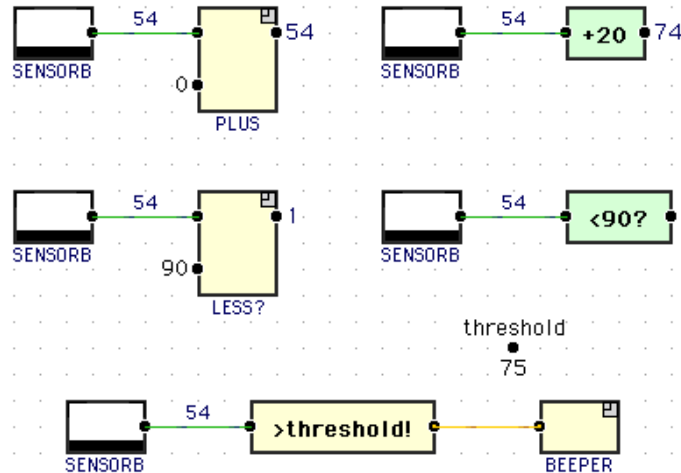 54
54
SENSORB
0
PLUS
54
+20
74
SENSORB
54
1
SENSORB
90
LESS?
54
<90?
SENSORB
threshold
75
54
>threshold!
SENSORB
BEEPER